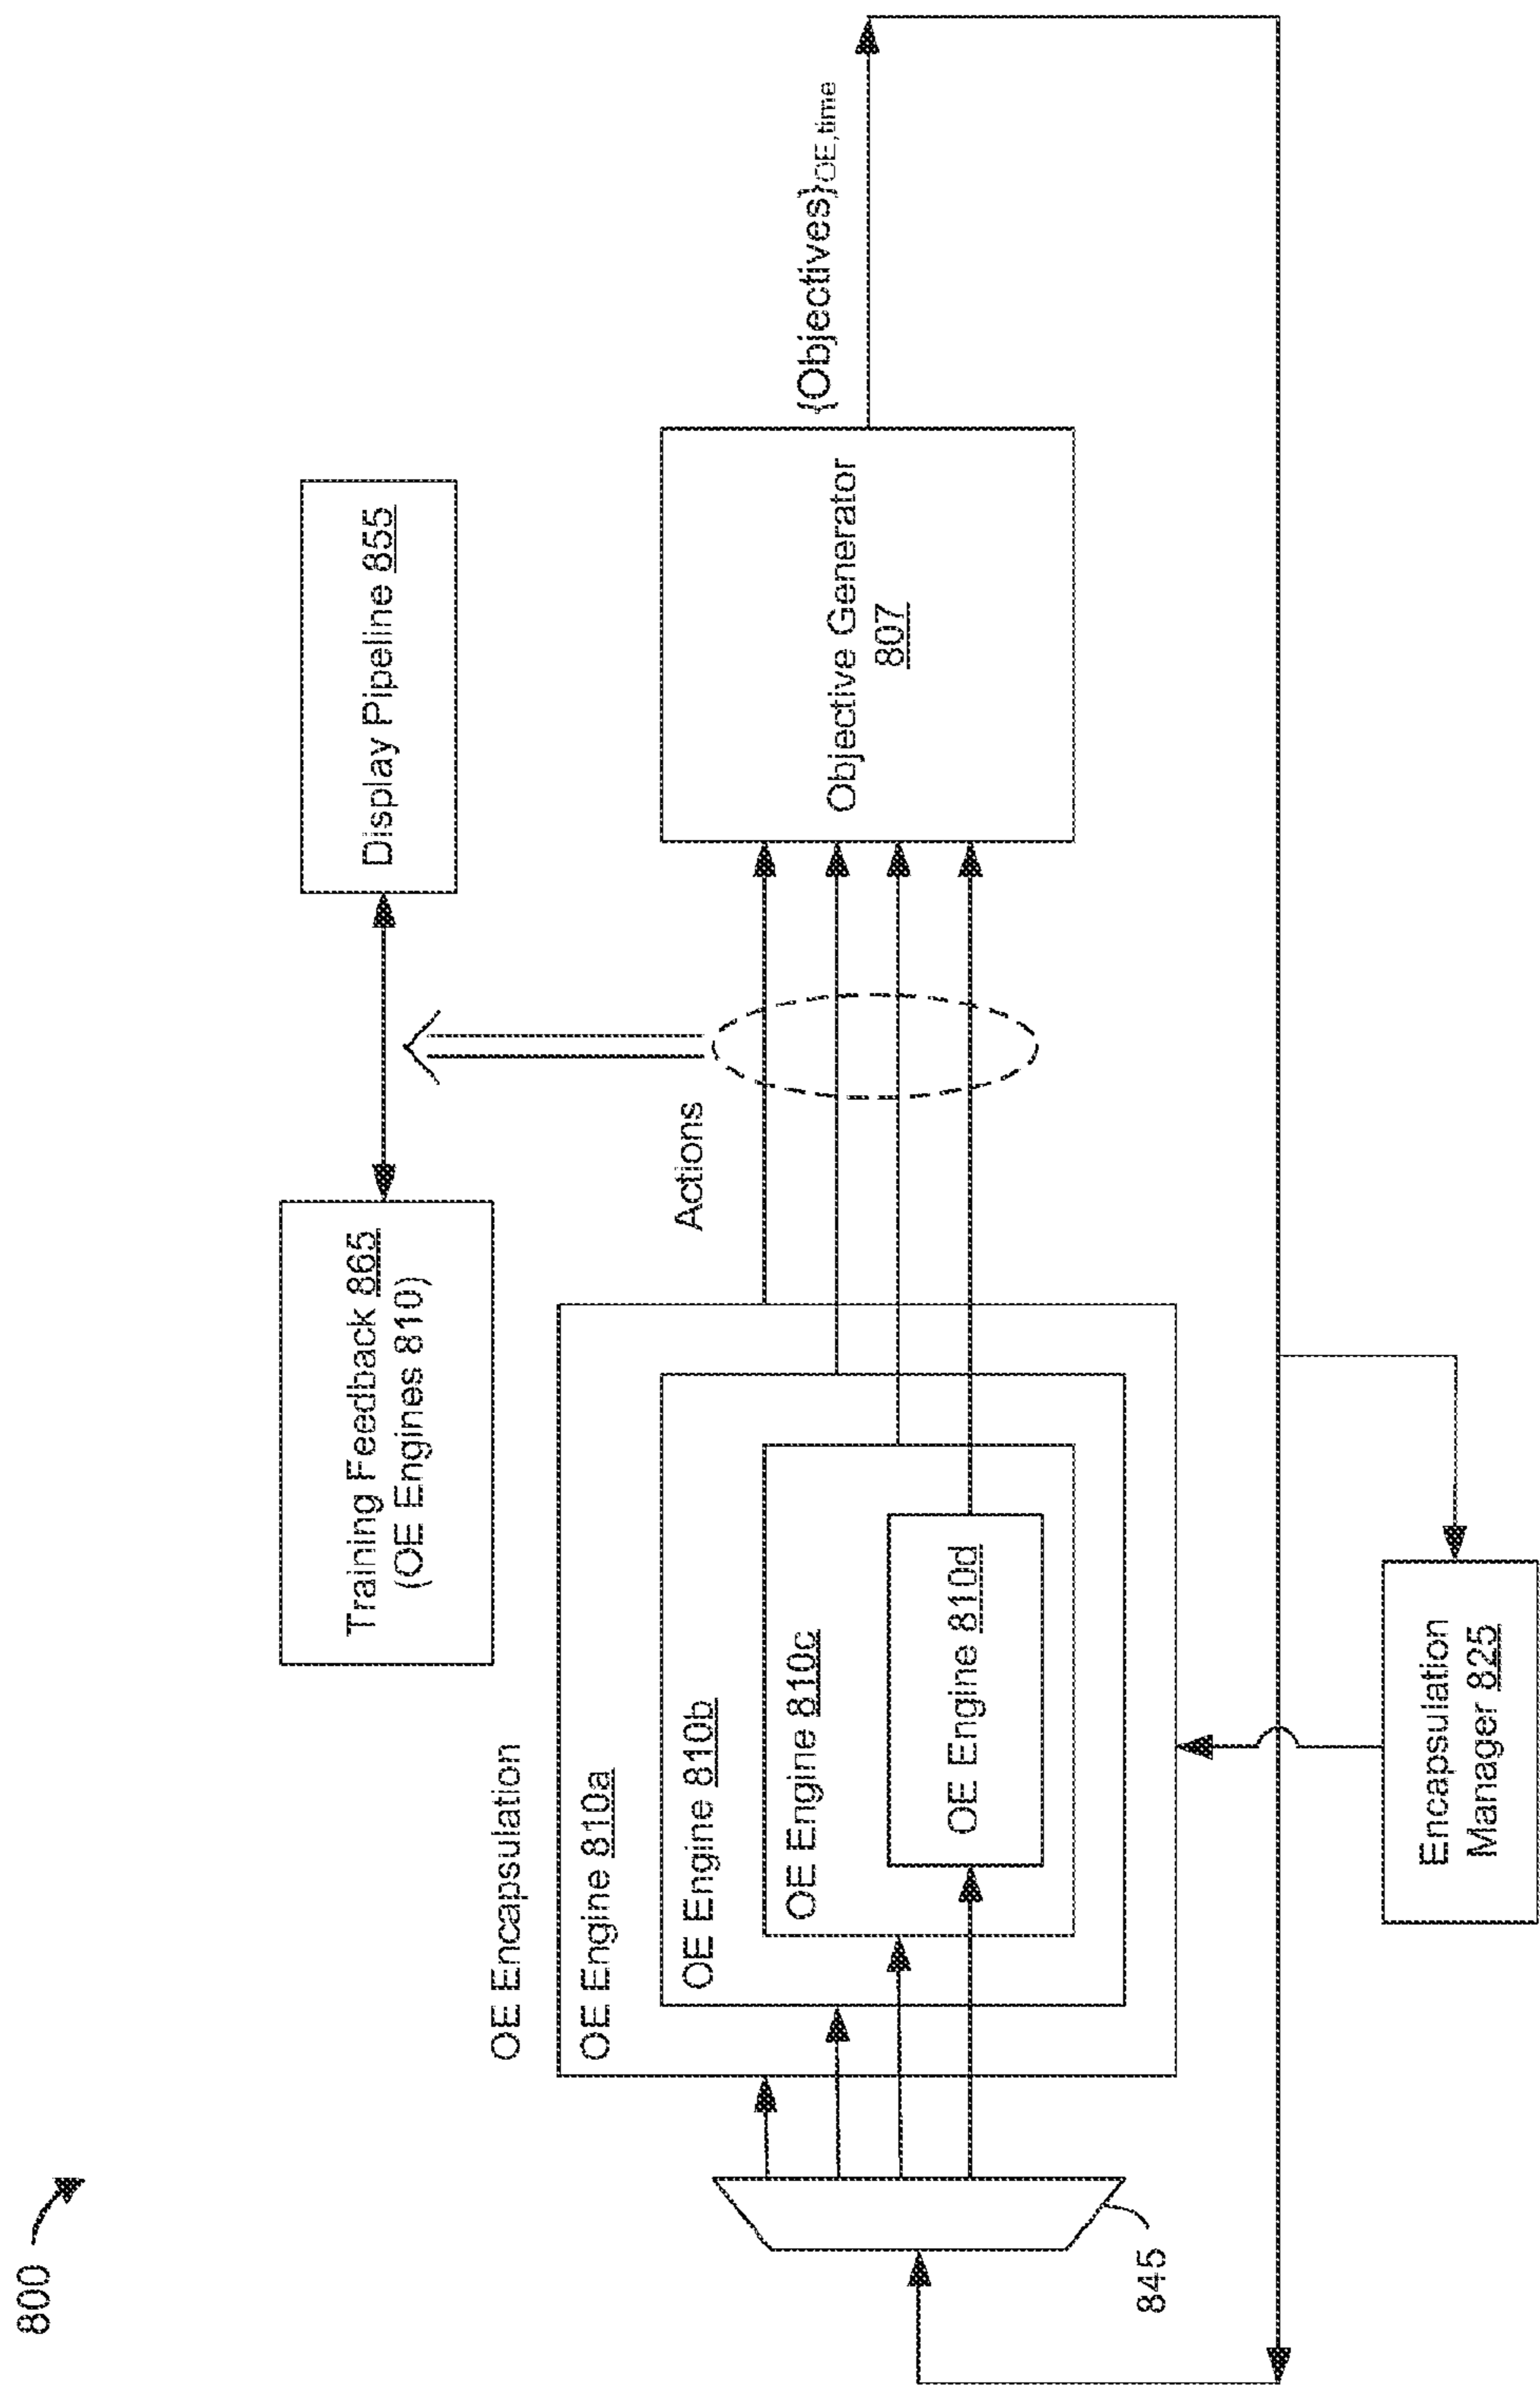 800
Training Feedback 865
(OE Engines 810)
Display Pipeline 855
OE Encapsulation
OE Engine 810a
OE Engine 810b
OE Engine 810c
OE Engine 810d
Actions
Objective Generator
807
{Objectives}OE,time
845
Encapsulation
Manager 825